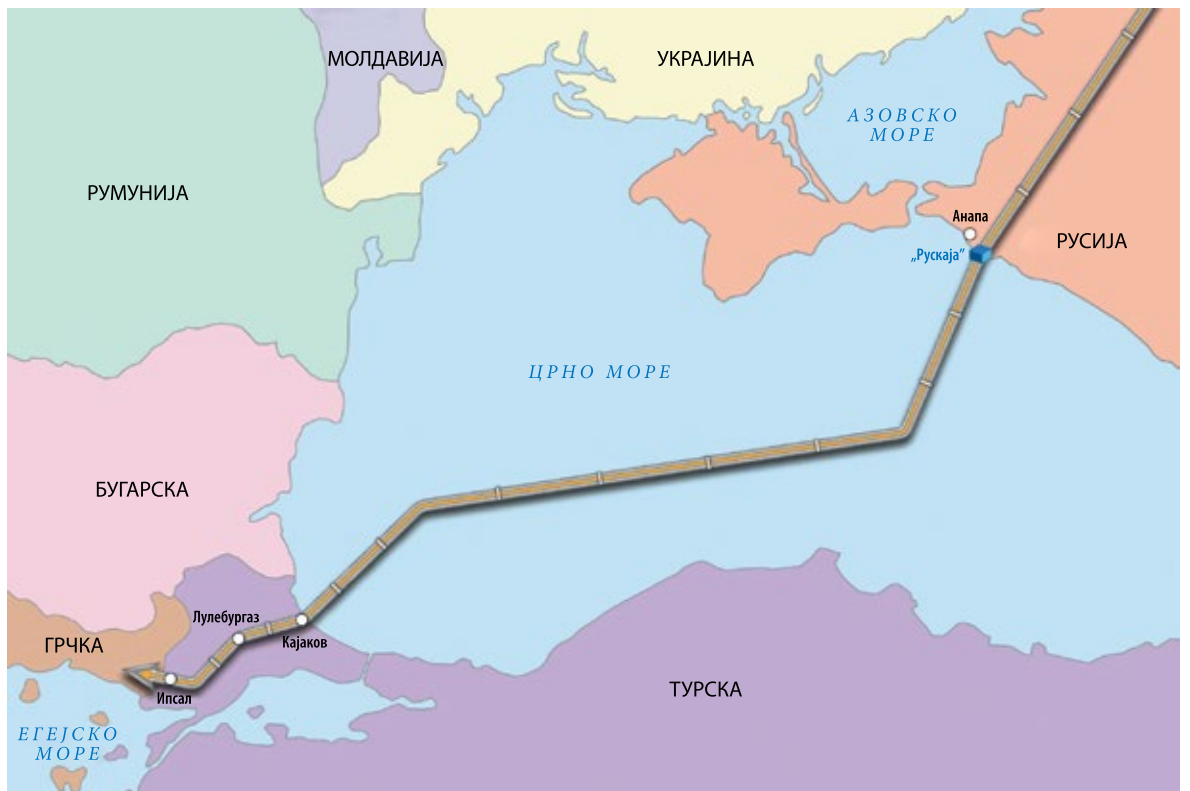 МОЛДАВИЈА
УКРАЈИНА
АЗОВСКО
МОРЕ
РУМУНИЈА
Анапа
РУСИЈА
„Рускаја”
ЦРНО МОРЕ
БУГАРСКА
Лулебургаз
Кајаков
ГРЧКА
Ипсал
ТУРСКА
ЕГЕЈСКО
МОРЕ